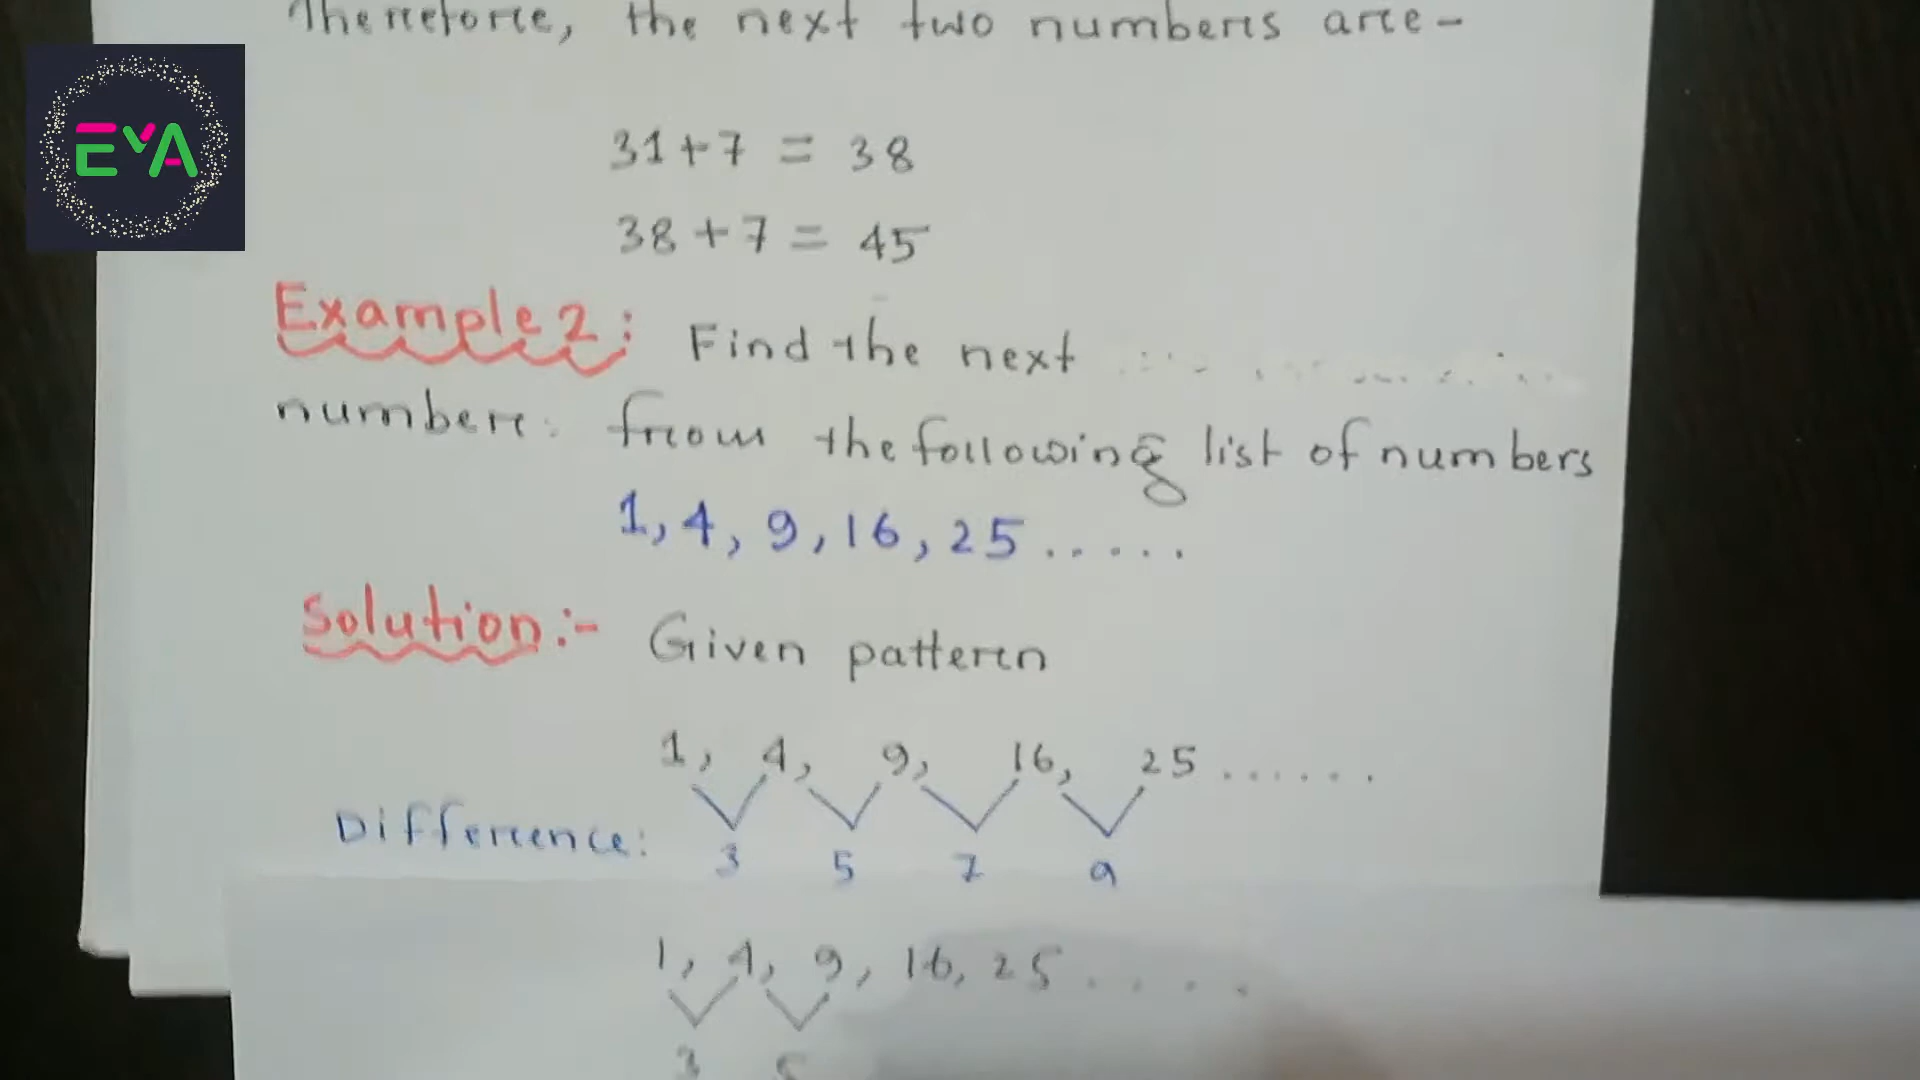 Therefore, the next two numbers are-
EYA
31+7 = 38
38+7 = 45
Example 2: Find the next
number: from the following list of numbers
1, 4, 9, 16, 25.....
Solution:- Given pattern
1, 4, 9, 16, 25......
Difference:
3 5 7 9
1, 4, 9, 16, 25.....
3 5